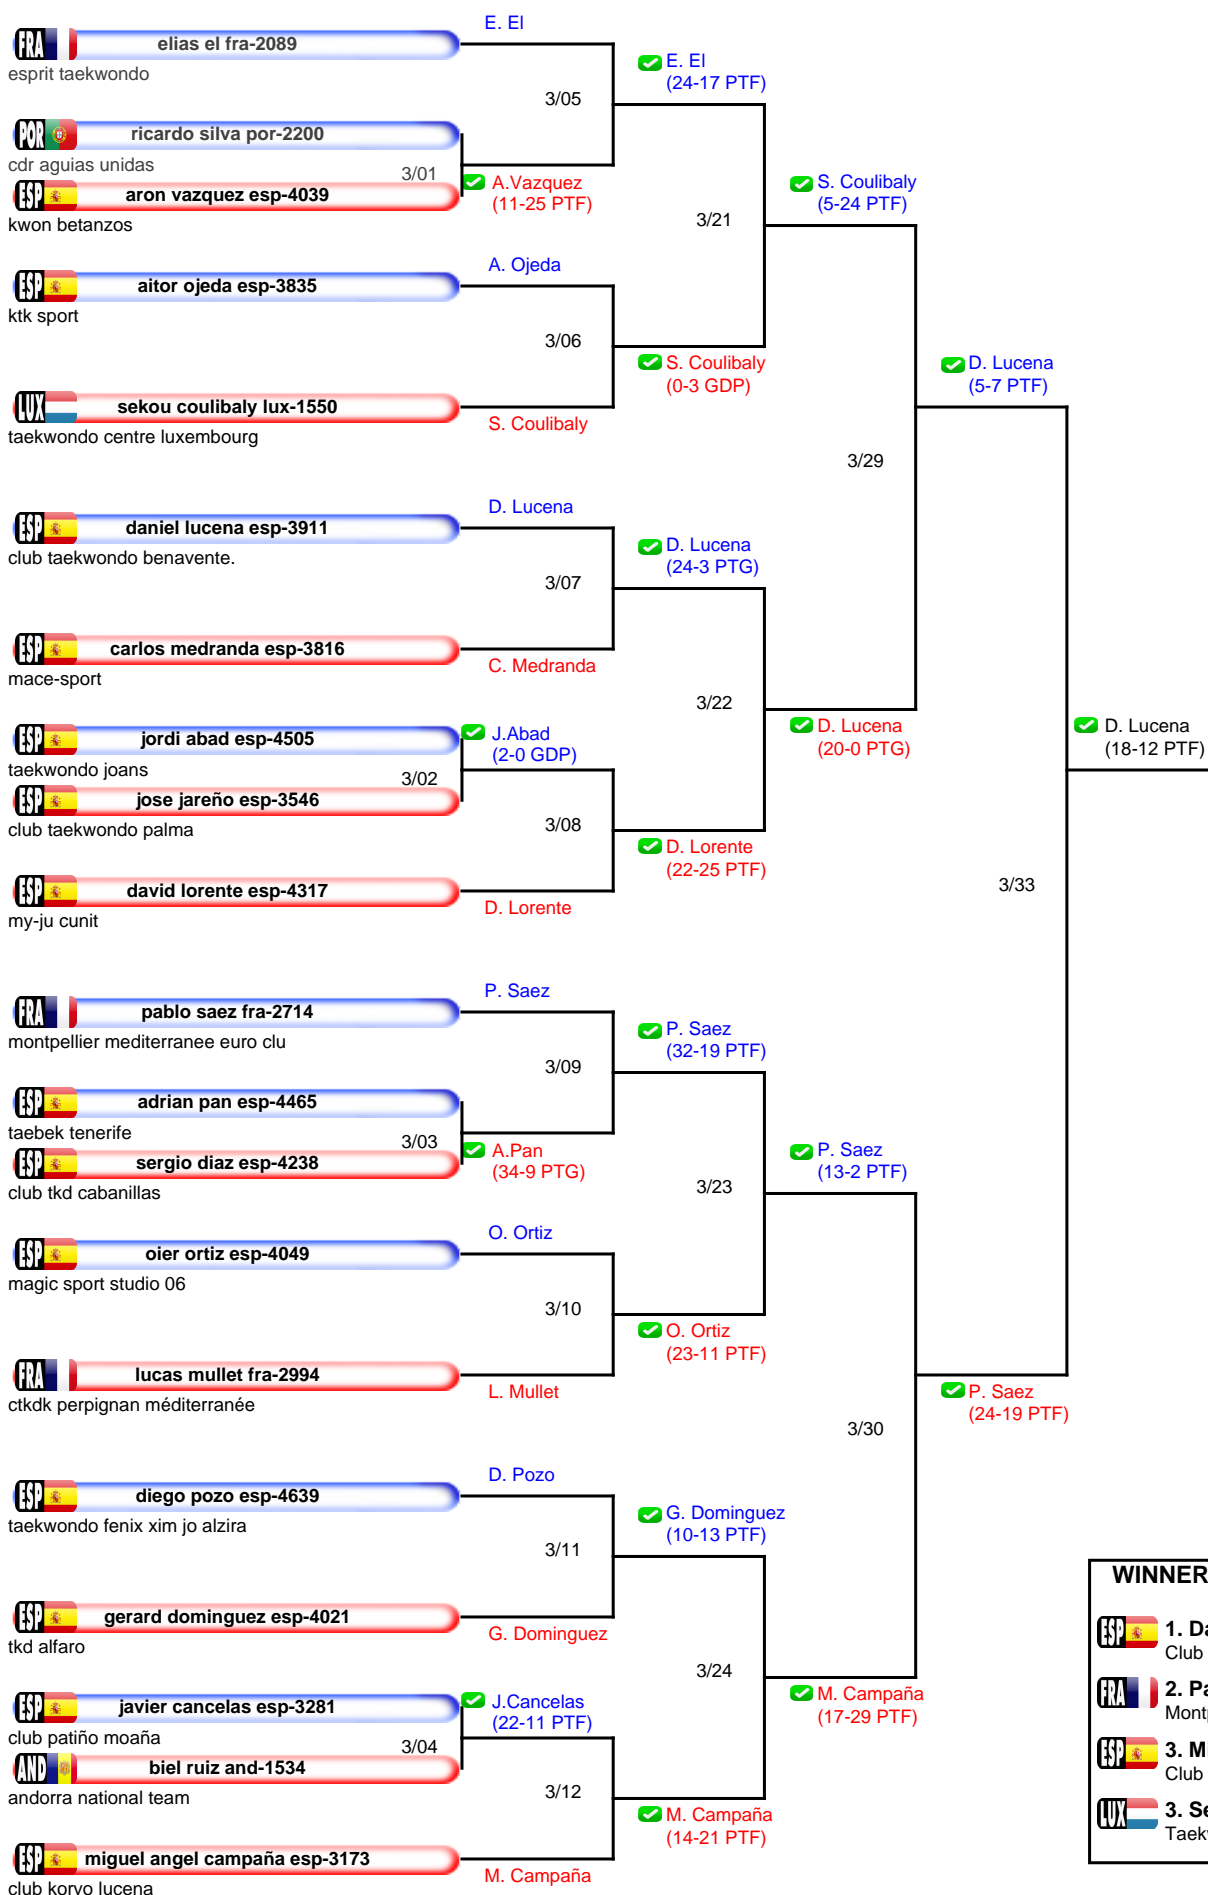 E. El
FRA elias el fra-2089
esprit taekwondo
E. El
(24-17 PTF)
3/05
POR ricardo silva por-2200
cdr aguias unidas
3/01
A.Vazquez
(11-25 PTF)
ESP aron vazquez esp-4039
kwon betanzos
S. Coulibaly
(5-24 PTF)
3/21
A. Ojeda
ESP aitor ojeda esp-3835
ktk sport
3/06
S. Coulibaly
(0-3 GDP)
LUX sekou coulibaly lux-1550
taekwondo centre luxembourg
S. Coulibaly
D. Lucena
(5-7 PTF)
3/29
D. Lucena
ESP daniel lucena esp-3911
club taekwondo benavente.
D. Lucena
(24-3 PTG)
3/07
ESP carlos medranda esp-3816
mace-sport
C. Medranda
3/22
ESP jordi abad esp-4505
taekwondo joans
J.Abad
(2-0 GDP)
3/02
D. Lucena
(20-0 PTG)
D. Lucena
(18-12 PTF)
ESP jose jareño esp-3546
club taekwondo palma
3/08
D. Lorente
(22-25 PTF)
ESP david lorente esp-4317
my-ju cunit
D. Lorente
3/33
P. Saez
FRA pablo saez fra-2714
montpellier mediterranee euro clu
P. Saez
(32-19 PTF)
3/09
ESP adrian pan esp-4465
taebek tenerife
3/03
A.Pan
(34-9 PTG)
ESP sergio diaz esp-4238
club tkd cabanillas
P. Saez
(13-2 PTF)
3/23
O. Ortiz
ESP oier ortiz esp-4049
magic sport studio 06
3/10
O. Ortiz
(23-11 PTF)
FRA lucas mullet fra-2994
ctkdk perpignan méditerranée
L. Mullet
P. Saez
(24-19 PTF)
3/30
D. Pozo
ESP diego pozo esp-4639
taekwondo fenix xim jo alzira
G. Dominguez
(10-13 PTF)
3/11
ESP gerard dominguez esp-4021
tkd alfaro
G. Dominguez
3/24
ESP javier cancelas esp-3281
club patiño moaña
J.Cancelas
(22-11 PTF)
3/04
M. Campaña
(17-29 PTF)
AND biel ruiz and-1534
andorra national team
3/12
M. Campaña
(14-21 PTF)
ESP miguel angel campaña esp-3173
club koryo lucena
M. Campaña
WINNER
ESP 1. Da
Club
FRA 2. Pa
Mont
ESP 3. Mi
Club
LUX 3. Se
Taek